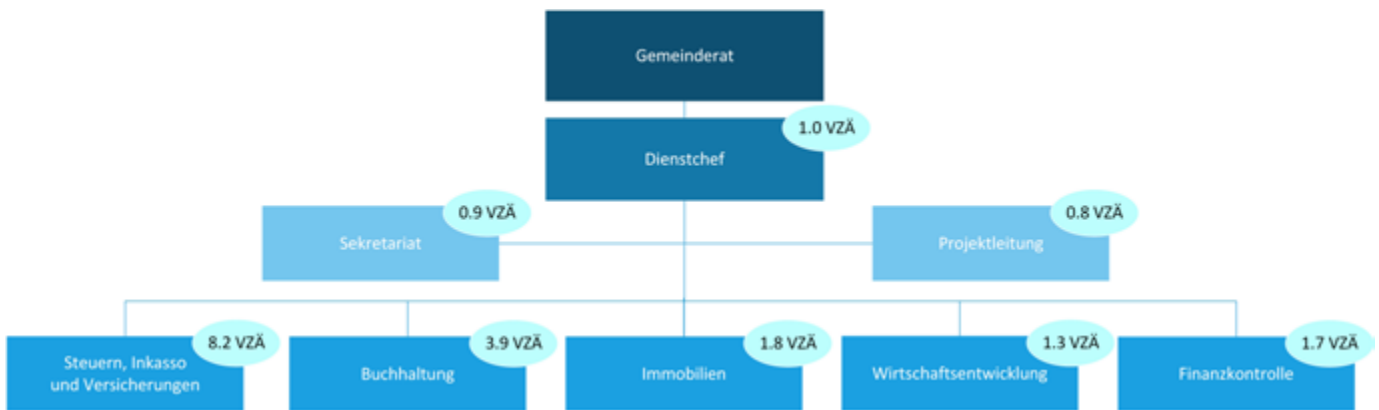 Gemeinderat
1.0 VZÄ
Dienstchef
0.9 VZÄ
Sekretariat
0.8 VZÄ
Projektleitung
8.2 VZÄ
Steuern, Inkasso
und Versicherungen
3.9 VZÄ
Buchhaltung
1.8 VZÄ
Immobilien
1.3 VZÄ
Wirtschaftsentwicklung
1.7 VZÄ
Finanzkontrolle